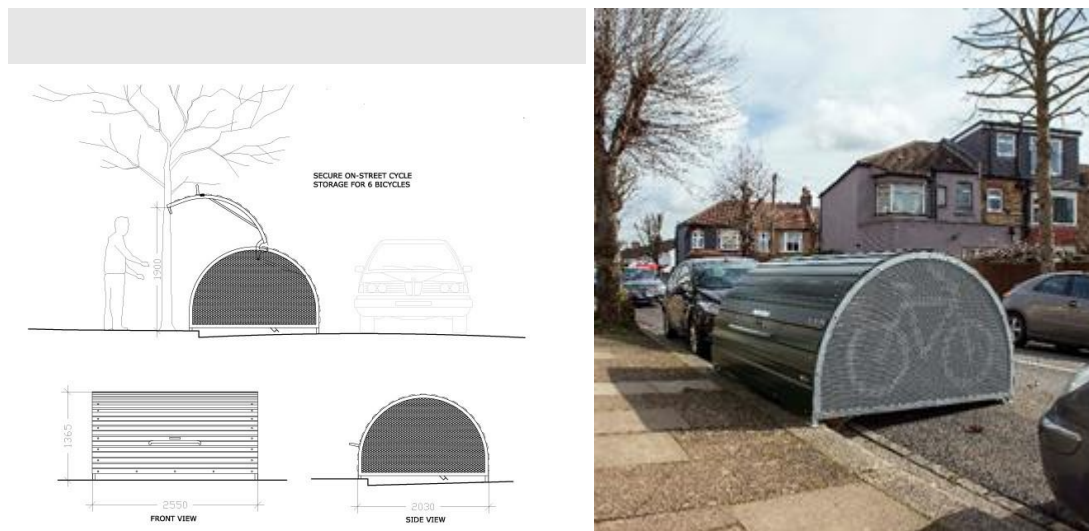 SECURE ON-STREET CYCLE
STORAGE FOR 6 BICYCLES
1900
1365
2550
FRONT VIEW
2030
SIDE VIEW